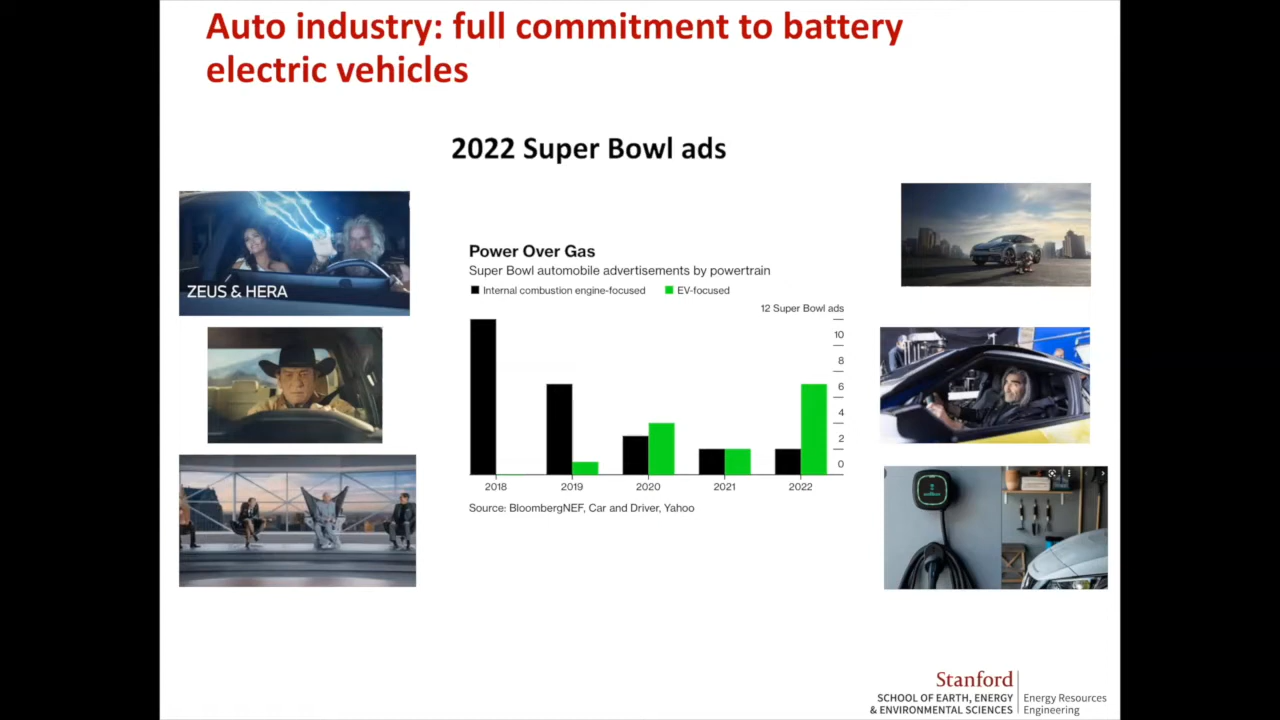 Auto industry: full commitment to battery
electric vehicles
2022 Super Bowl ads
ZEUS & HERA
Power Over Gas
Super Bowl automobile advertisements by powertrain
Internal combustion engine-focused
EV-focused
12 Super Bowl ads
10
8
6
4
2
0
2018
2019
2020
2021
2022
Source: BloombergNEF, Car and Driver, Yahoo
Stanford
SCHOOL OF EARTH, ENERGY
& ENVIRONMENTAL SCIENCES
Energy Resources
Engineering